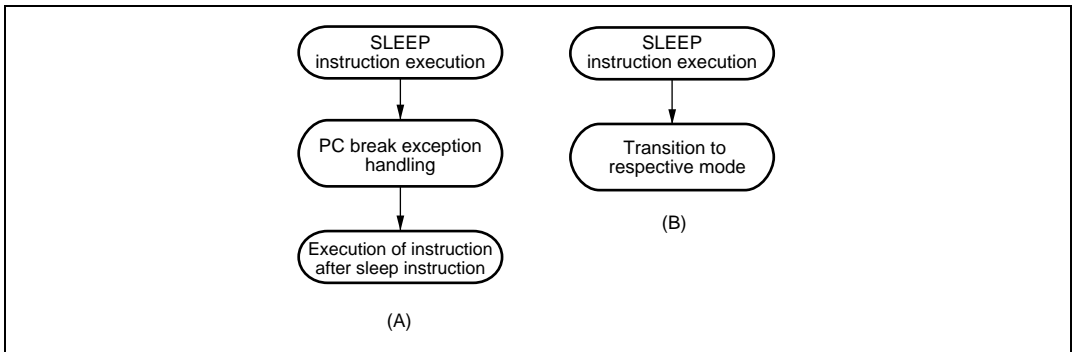 SLEEP
instruction execution
PC break exception
handling
Execution of instruction
after sleep instruction
(A)
SLEEP
instruction execution
Transition to
respective mode
(B)